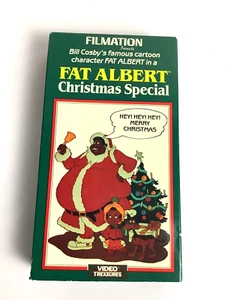 FILMATION
Presents
Bill Cosby's famous cartoon
character FAT ALBERT in a
FAT ALBERT®
Christmas Special
HEY! HEY! HEY!
MERRY
CHRISTMAS
VIDEO
TREASURES